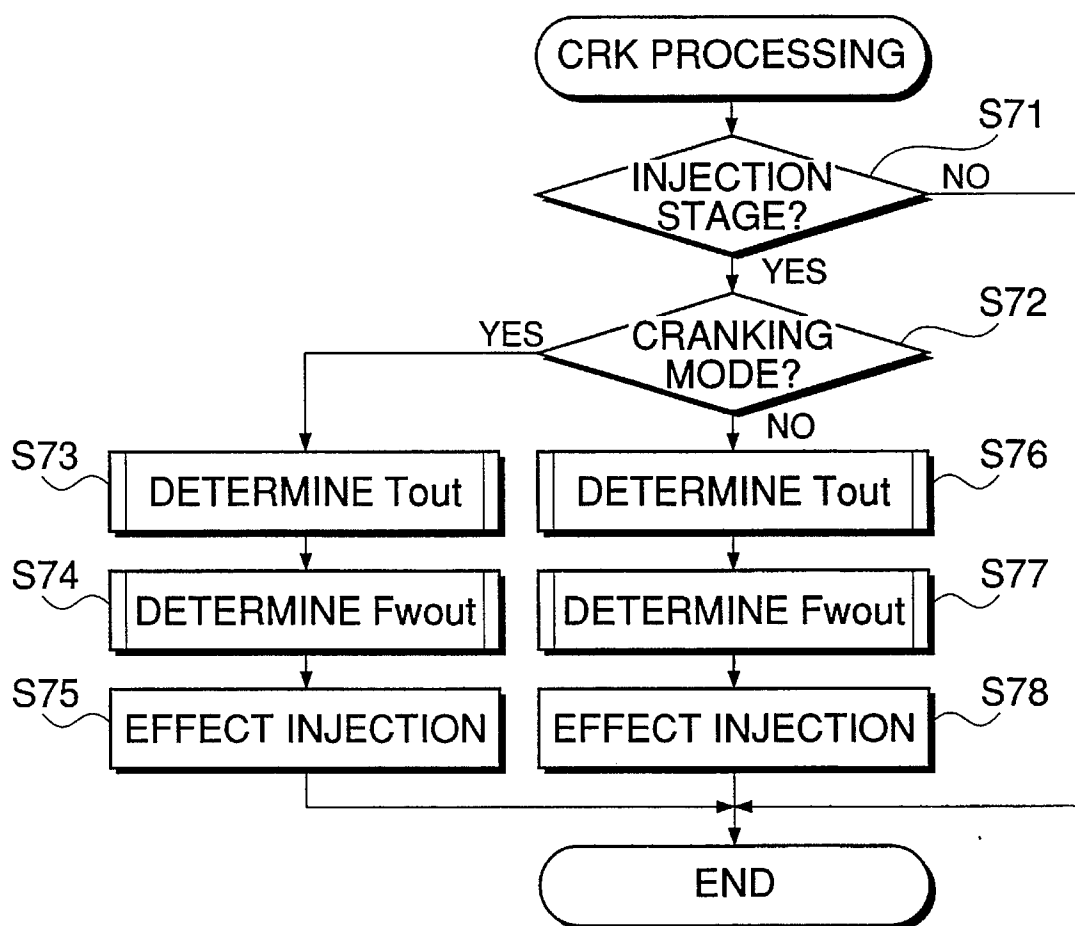 CRK PROCESSING
S71
INJECTION
STAGE?
NO
YES
S72
YES
CRANKING
MODE?
NO
S73
DETERMINE Tout
S76
DETERMINE Tout
S74
DETERMINE Fwout
S77
DETERMINE Fwout
S75
EFFECT INJECTION
S78
EFFECT INJECTION
END